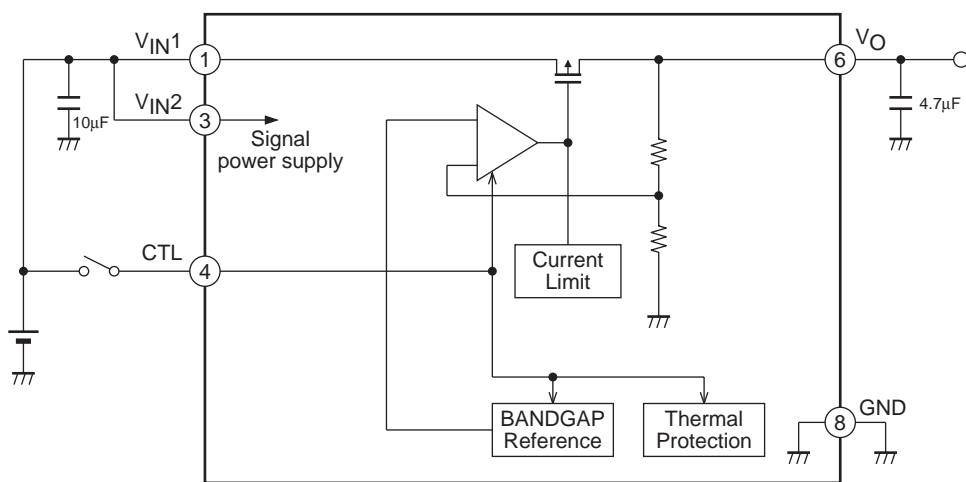 VIN1
1
VO
6
10μF
VIN2
3
Signal
power supply
4.7μF
CTL
4
Current
Limit
BANDGAP
Reference
Thermal
Protection
GND
8